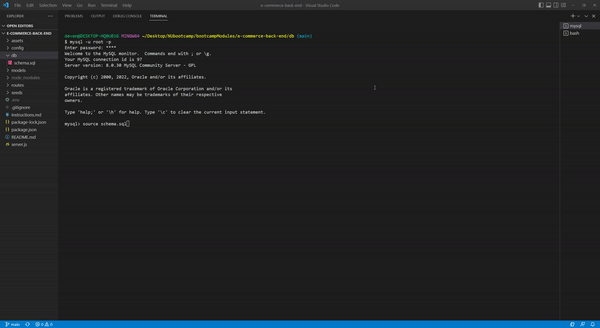 File Edit Selection View Go Run Terminal Help
e-commerce-back-end - Visual Studio Code
EXPLORER
OPEN EDITORS
E-COMMERCE-BACK-END
assets
config
db
schema.sql
models
node_modules
routes
seeds
.env
.gitignore
instructions.md
package-lock.json
package.json
README.md
server.js
PROBLEMS OUTPUT DEBUG CONSOLE TERMINAL
MINGW64 ~/Desktop/NUbootcamp/bootcampModules/e-commerce-back-end/db (main)
$ mysql -u root -p
Enter password: ****
Welcome to the MySQL monitor. Commands end with ; or \g.
Your MySQL connection id is 97
Server version: 8.0.30 MySQL Community Server - GPL
Copyright (c) 2000, 2022, Oracle and/or its affiliates.
Oracle is a registered trademark of Oracle Corporation and/or its
affiliates. Other names may be trademarks of their respective
owners.
Type 'help;' or '\h' for help. Type '\c' to clear the current input statement.
mysql> source schema.sql
mysql
bash
main
0 5